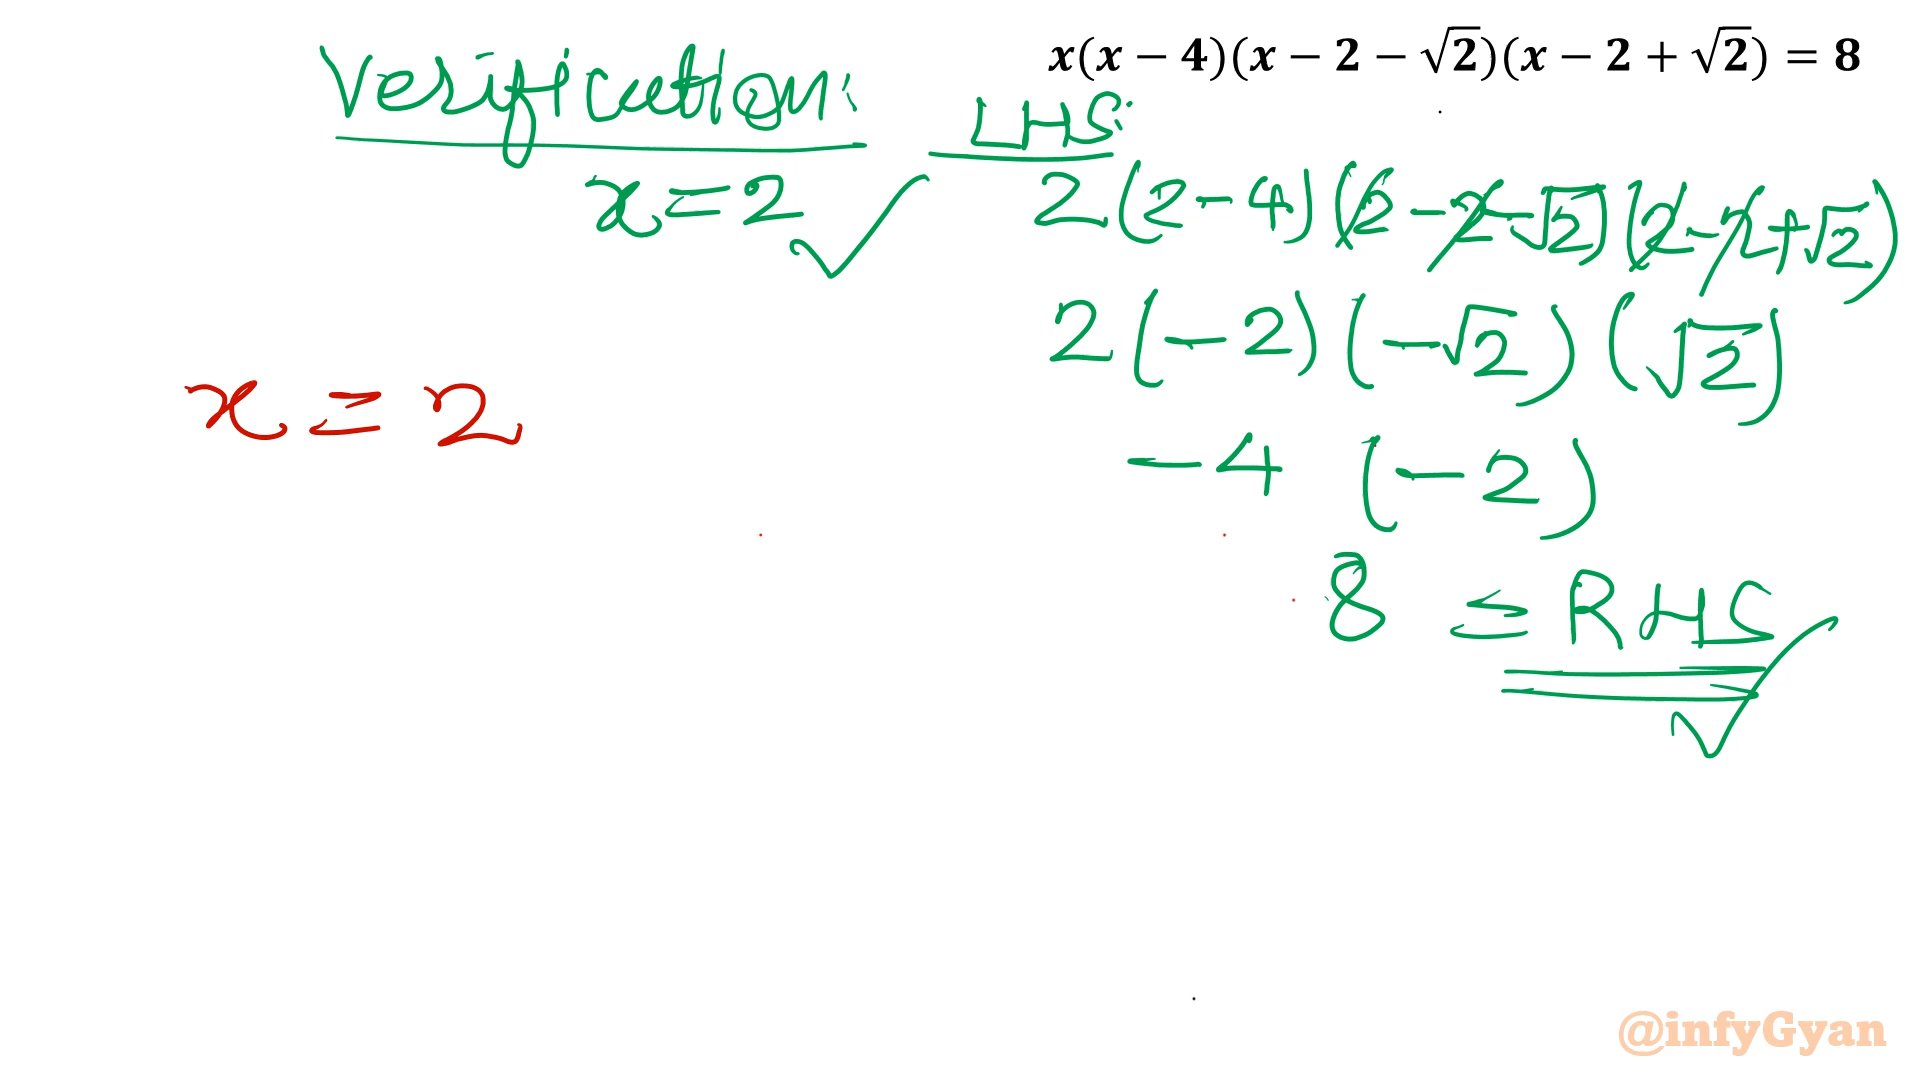 x(x − 4)(x − 2 − √2)(x − 2 + √2) = 8
Verification:
LHS:
x = 2 ✓
2(2 − 4)(2 − 2 − √2)(2 − 2 + √2)
2(−2)(−√2)(√2)
x = 2
−4 (−2)
8 = RHS ✓
@infyGyan